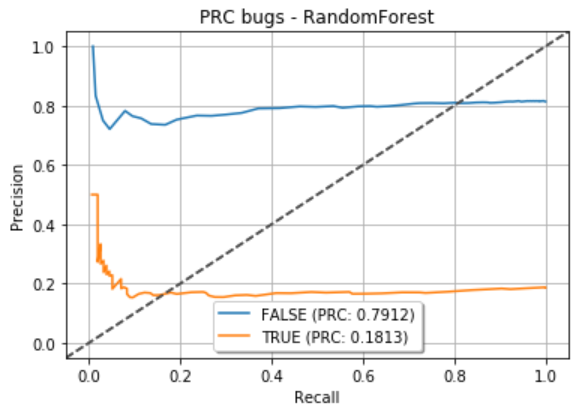 PRC bugs - RandomForest
1.0
0.8
0.6
0.4
0.2
0.0
Precision
FALSE (PRC: 0.7912)
TRUE (PRC: 0.1813)
0.0 0.2 0.4 0.6 0.8 1.0
Recall